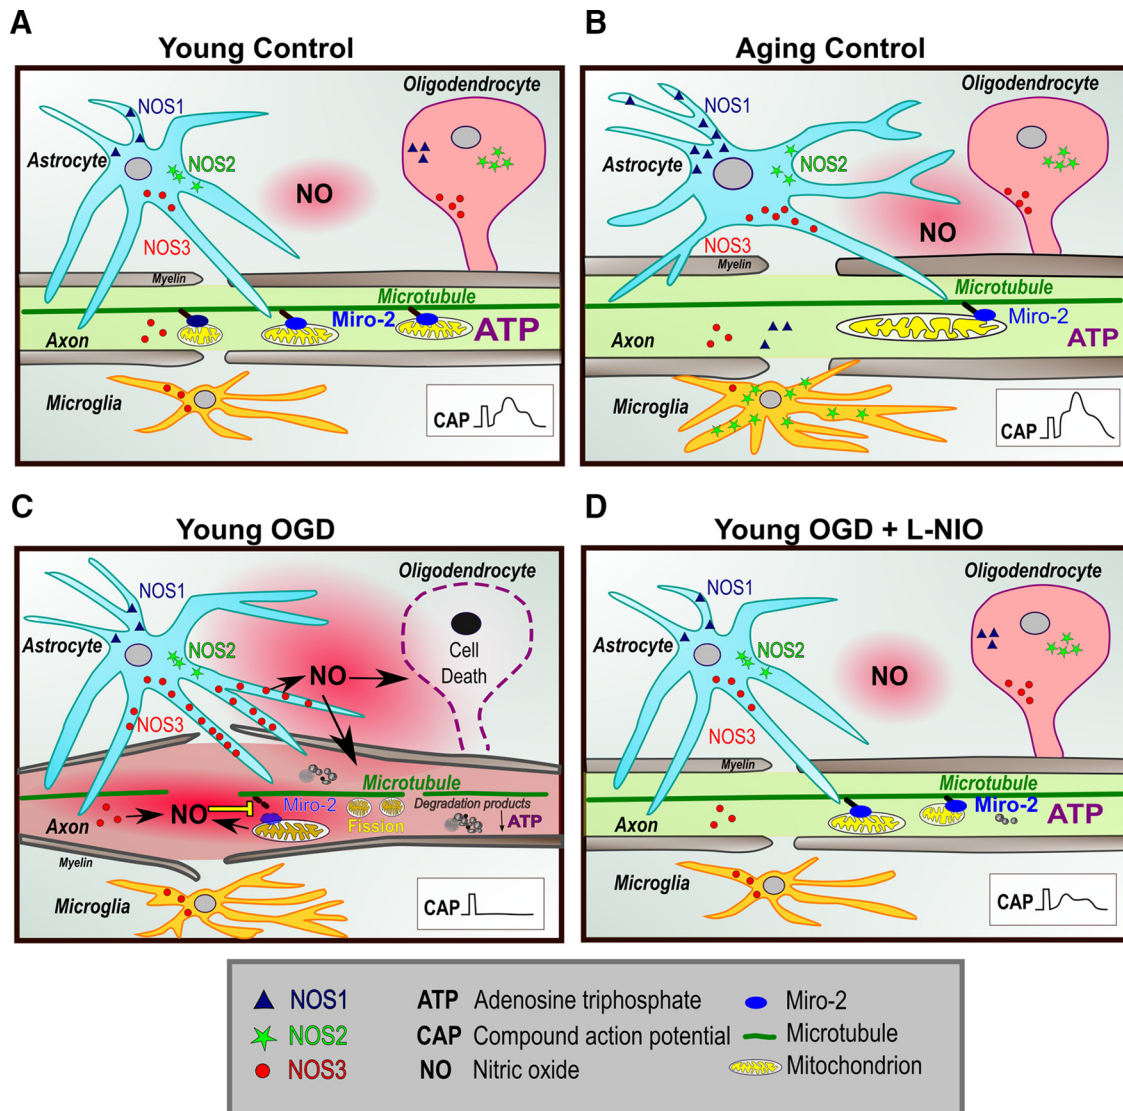 A
Young Control
Oligodendrocyte
NOS1
Astrocyte
NOS2
NO
NOS3
Myelin
Microtubule
Miro-2
ATP
Axon
Microglia
CAP
B
Aging Control
Oligodendrocyte
NOS1
Astrocyte
NOS2
NO
NOS3
Myelin
Microtubule
Miro-2
ATP
Axon
Microglia
CAP
C
Young OGD
Oligodendrocyte
NOS1
Astrocyte
NOS2
Cell
Death
NO
NOS3
Microtubule
Miro-2
Degradation products
NO
ATP
Axon
Fission
Myelin
Microglia
CAP
D
Young OGD + L-NIO
Oligodendrocyte
NOS1
Astrocyte
NOS2
NO
NOS3
Myelin
Microtubule
Miro-2
ATP
Axon
Microglia
CAP
NOS1
ATP Adenosine triphosphate
Miro-2
NOS2
CAP Compound action potential
Microtubule
NOS3
NO Nitric oxide
Mitochondrion